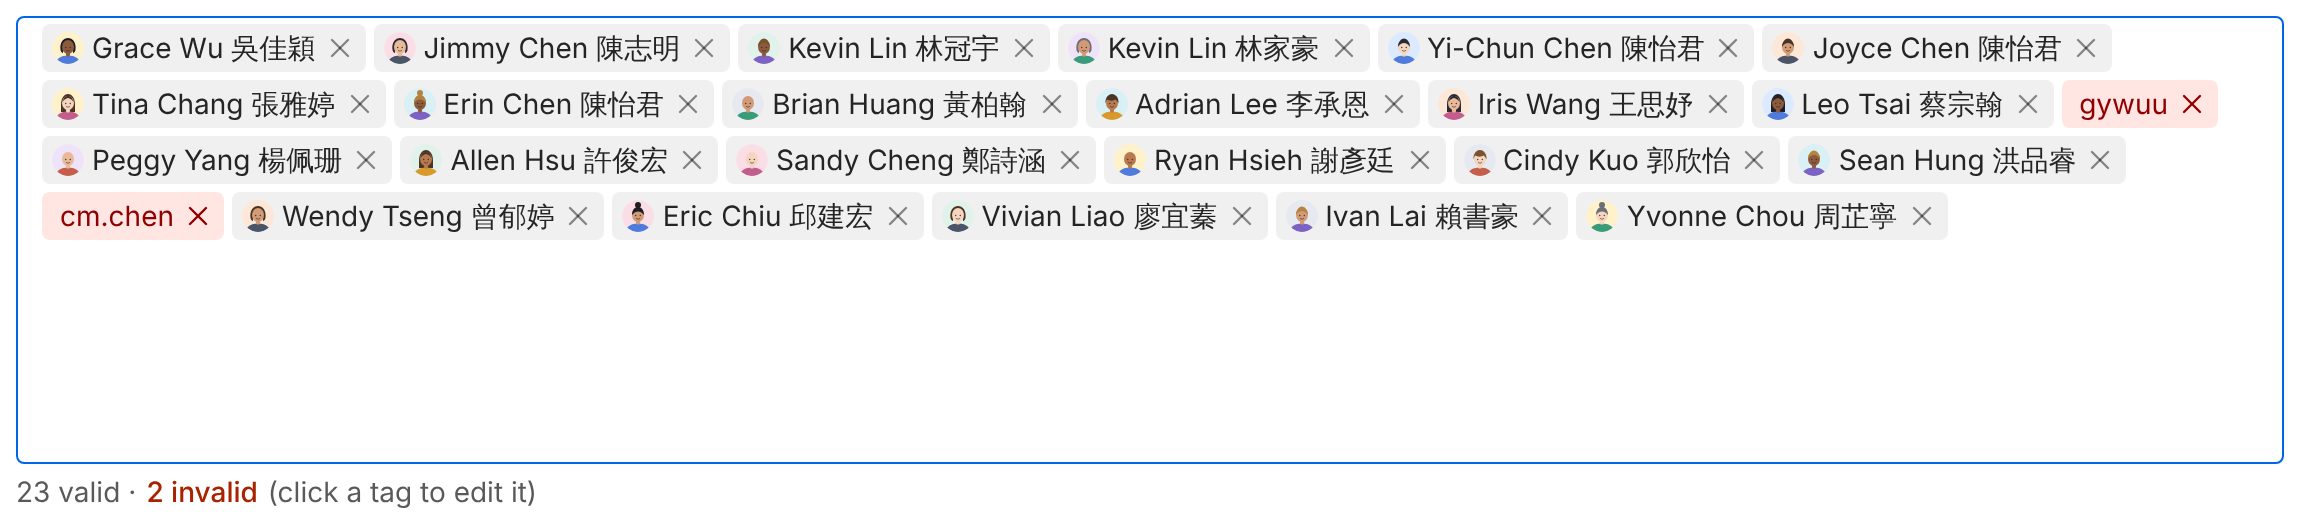 Grace Wu 吳佳穎 Jimmy Chen 陳志明 Kevin Lin 林冠宇 Kevin Lin 林家豪 Yi-Chun Chen 陳怡君 Joyce Chen 陳怡君
Tina Chang 張雅婷 Erin Chen 陳怡君 Brian Huang 黃柏翰 Adrian Lee 李承恩 Iris Wang 王思妤 Leo Tsai 蔡宗翰 gywuu
Peggy Yang 楊佩珊 Allen Hsu 許俊宏 Sandy Cheng 鄭詩涵 Ryan Hsieh 謝彥廷 Cindy Kuo 郭欣怡 Sean Hung 洪品睿
cm.chen Wendy Tseng 曾郁婷 Eric Chiu 邱建宏 Vivian Liao 廖宜蓁 Ivan Lai 賴書豪 Yvonne Chou 周芷寧
23 valid · 2 invalid (click a tag to edit it)